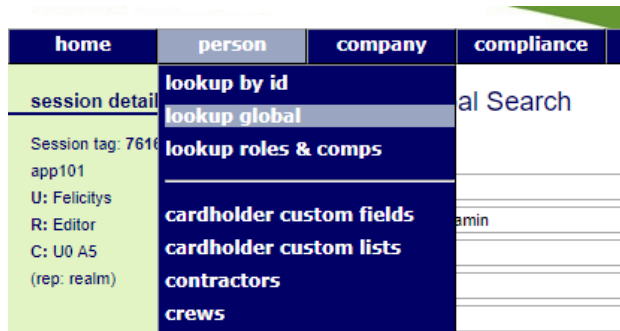 home person company compliance
lookup by id
session detail
al Search
lookup global
Session tag: 7616
lookup roles & comps
app101
U: Felicitys
cardholder custom fields
amin
R: Editor
cardholder custom lists
C: U0 A5
contractors
(rep: realm)
crews